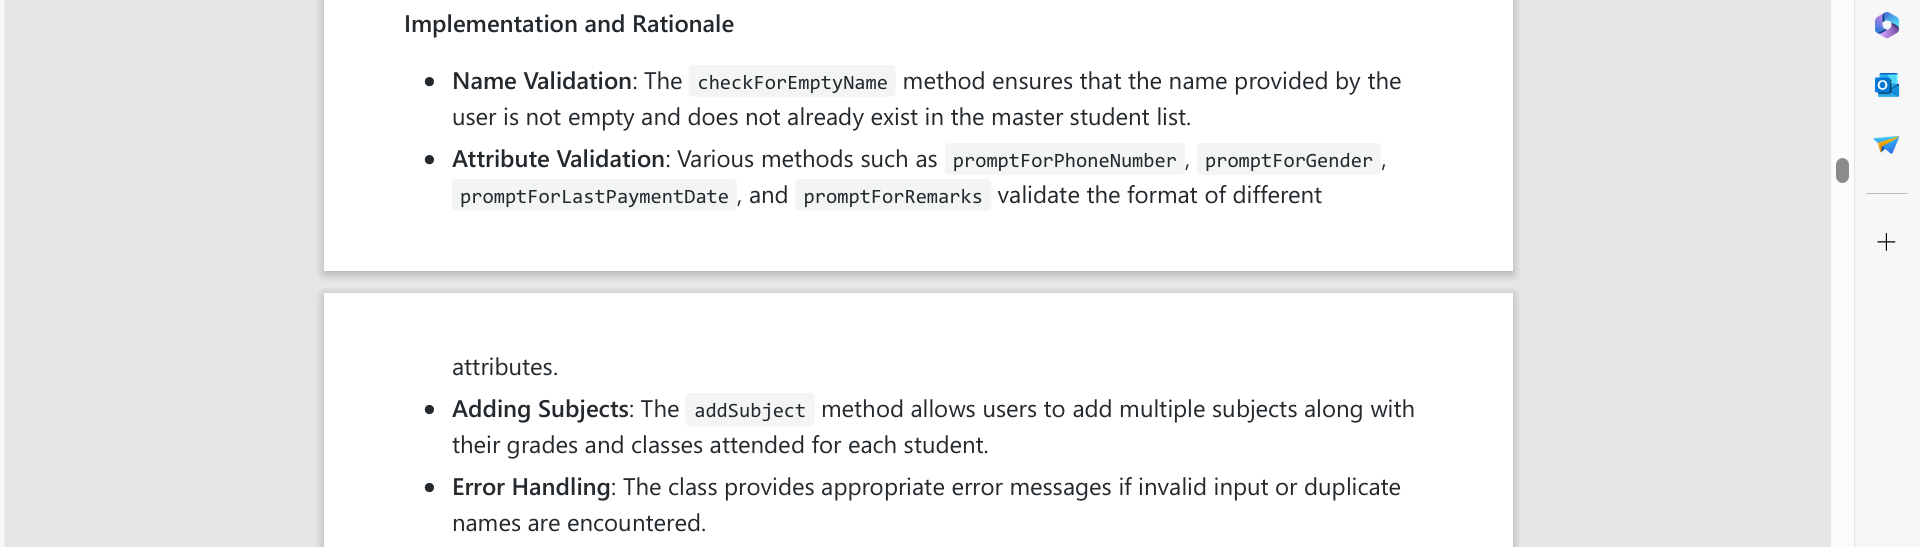 Implementation and Rationale
Name Validation: The checkForEmptyName method ensures that the name provided by the
user is not empty and does not already exist in the master student list.
Attribute Validation: Various methods such as promptForPhoneNumber, promptForGender,
promptForLastPaymentDate, and promptForRemarks validate the format of different
attributes.
Adding Subjects: The addSubject method allows users to add multiple subjects along with
their grades and classes attended for each student.
Error Handling: The class provides appropriate error messages if invalid input or duplicate
names are encountered.